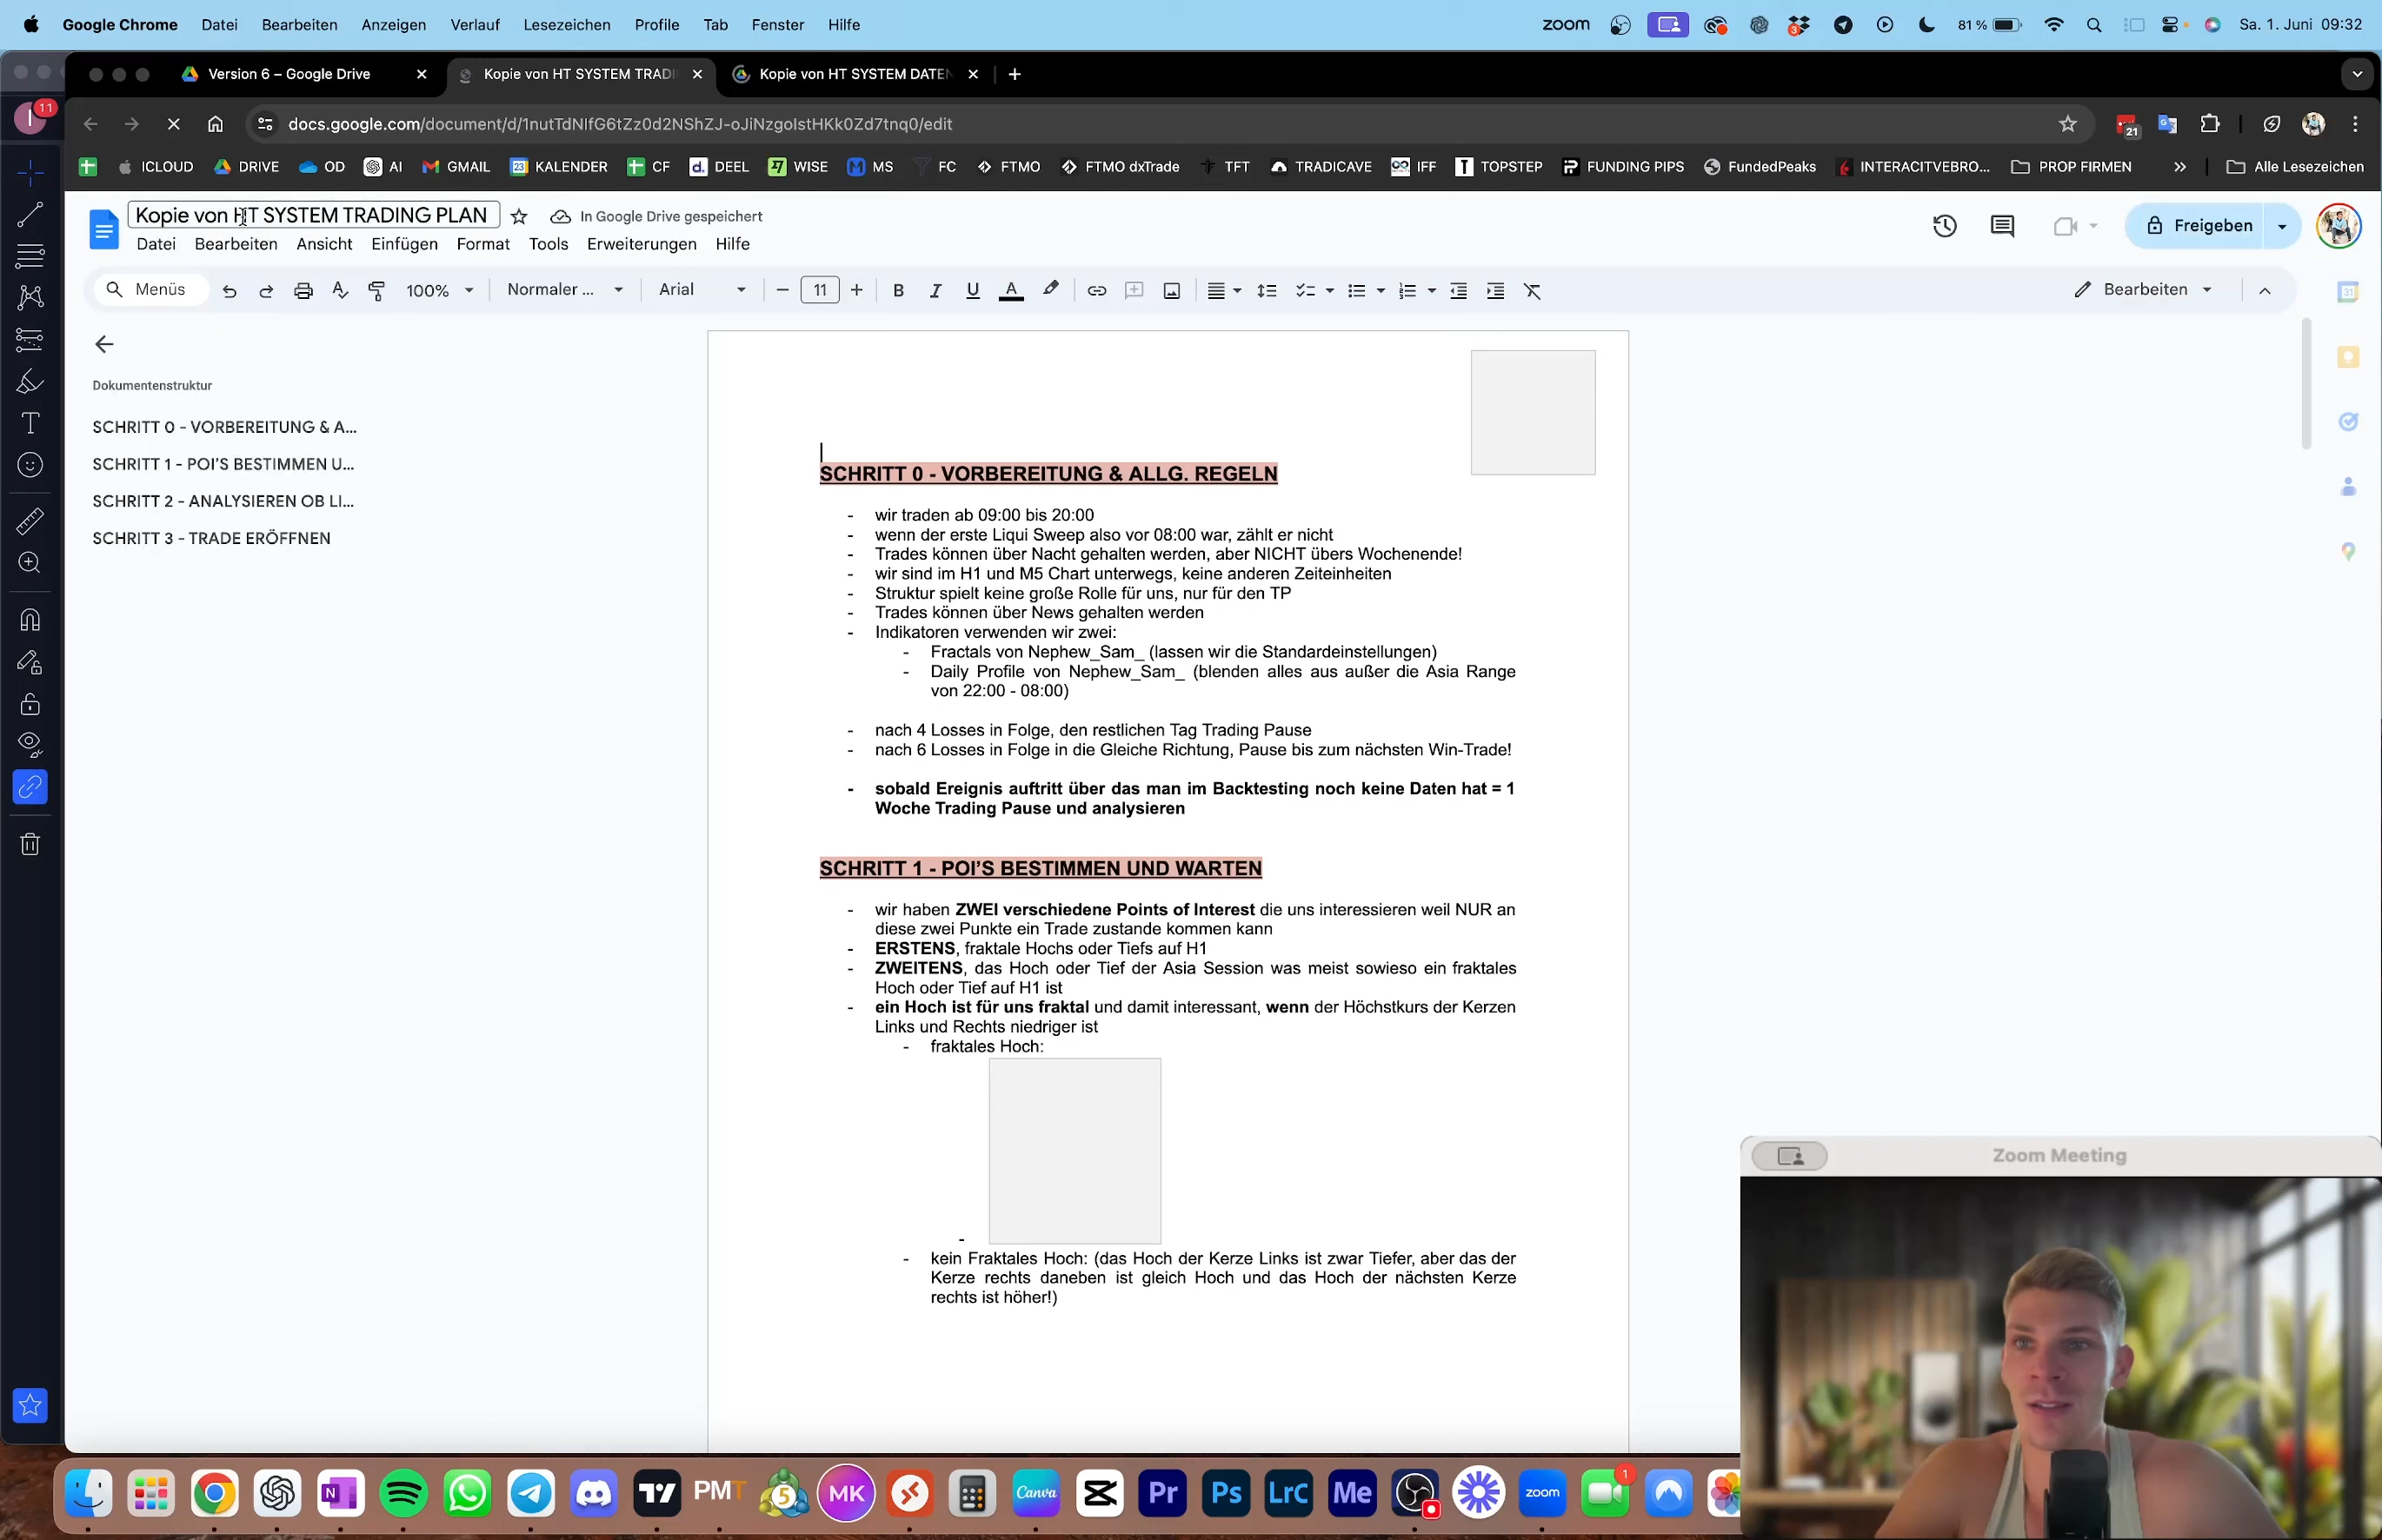 Google Chrome Datei Bearbeiten Anzeigen Verlauf Lesezeichen Profile Tab Fenster Hilfe zoom 3 81 % Sa. 1. Juni 09:32
Version 6 – Google Drive Kopie von HT SYSTEM TRADI Kopie von HT SYSTEM DATEN
I 11
docs.google.com/document/d/1nutTdNIfG6tZz0d2NShZJ-oJiNzgoIstHKk0Zd7tnq0/edit 21
ICLOUD DRIVE OD AI GMAIL 23 KALENDER CF DEEL WISE MS FC FTMO FTMO dxTrade TFT TRADICAVE IFF TOPSTEP FUNDING PIPS FundedPeaks INTERACITVEBRO... PROP FIRMEN » Alle Lesezeichen
Kopie von HT SYSTEM TRADING PLAN In Google Drive gespeichert
Datei Bearbeiten Ansicht Einfügen Format Tools Erweiterungen Hilfe
Freigeben
Menüs 100% Normaler ... Arial 11 Bearbeiten
31
Dokumentenstruktur
SCHRITT 0 - VORBEREITUNG & A...
SCHRITT 1 - POI'S BESTIMMEN U...
SCHRITT 2 - ANALYSIEREN OB LI...
SCHRITT 3 - TRADE ERÖFFNEN
SCHRITT 0 - VORBEREITUNG & ALLG. REGELN
- wir traden ab 09:00 bis 20:00
- wenn der erste Liqui Sweep also vor 08:00 war, zählt er nicht
- Trades können über Nacht gehalten werden, aber NICHT übers Wochenende!
- wir sind im H1 und M5 Chart unterwegs, keine anderen Zeiteinheiten
- Struktur spielt keine große Rolle für uns, nur für den TP
- Trades können über News gehalten werden
- Indikatoren verwenden wir zwei:
- Fractals von Nephew_Sam_ (lassen wir die Standardeinstellungen)
- Daily Profile von Nephew_Sam_ (blenden alles aus außer die Asia Range
von 22:00 - 08:00)
- nach 4 Losses in Folge, den restlichen Tag Trading Pause
- nach 6 Losses in Folge in die Gleiche Richtung, Pause bis zum nächsten Win-Trade!
- sobald Ereignis auftritt über das man im Backtesting noch keine Daten hat = 1
Woche Trading Pause und analysieren
SCHRITT 1 - POI'S BESTIMMEN UND WARTEN
- wir haben ZWEI verschiedene Points of Interest die uns interessieren weil NUR an
diese zwei Punkte ein Trade zustande kommen kann
- ERSTENS, fraktale Hochs oder Tiefs auf H1
- ZWEITENS, das Hoch oder Tief der Asia Session was meist sowieso ein fraktales
Hoch oder Tief auf H1 ist
- ein Hoch ist für uns fraktal und damit interessant, wenn der Höchstkurs der Kerzen
Links und Rechts niedriger ist
- fraktales Hoch:
-
- kein Fraktales Hoch: (das Hoch der Kerze Links ist zwar Tiefer, aber das der
Kerze rechts daneben ist gleich Hoch und das Hoch der nächsten Kerze
rechts ist höher!)
Zoom Meeting
N PMT 5 MK Canva Pr Ps LrC Me zoom 1